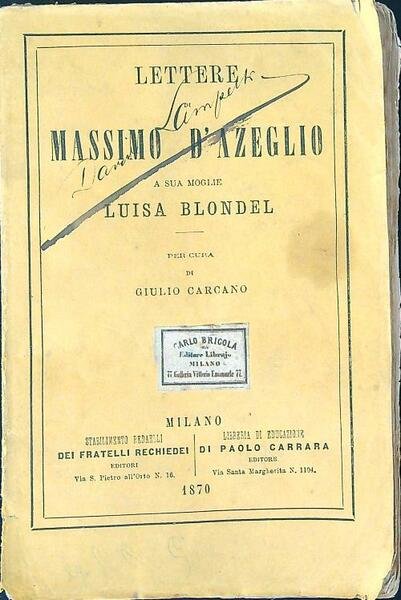 LETTERE
Lampert
MASSIMO D'AZEGLIO
A SUA MOGLIE
LUISA BLONDEL
PER CURA
DI
GIULIO CARCANO
CARLO BRICOLA
Editore Librajo
MILANO
77 Galleria Vittorio Emanuele 77.
MILANO
STABILIMENTO REDAELLI
DEI FRATELLI RECHIEDEI
EDITORI
Via S. Pietro all'Orto N. 16.
LIBRERIA DI EDUCAZIONE
DI PAOLO CARRARA
EDITORE
Via Santa Margherita N. 1104.
1870